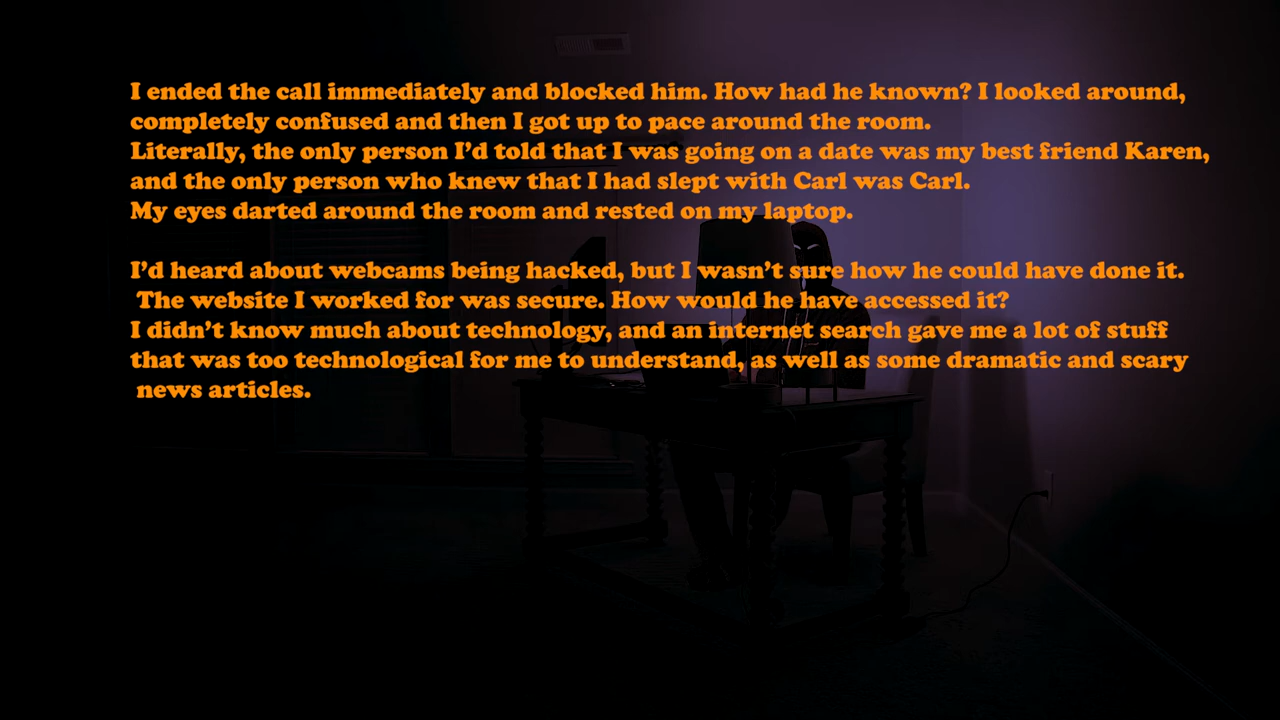 I ended the call immediately and blocked him. How had he known? I looked around,
completely confused and then I got up to pace around the room.
Literally, the only person I’d told that I was going on a date was my best friend Karen,
and the only person who knew that I had slept with Carl was Carl.
My eyes darted around the room and rested on my laptop.
I’d heard about webcams being hacked, but I wasn’t sure how he could have done it.
The website I worked for was secure. How would he have accessed it?
I didn’t know much about technology, and an internet search gave me a lot of stuff
that was too technological for me to understand, as well as some dramatic and scary
news articles.